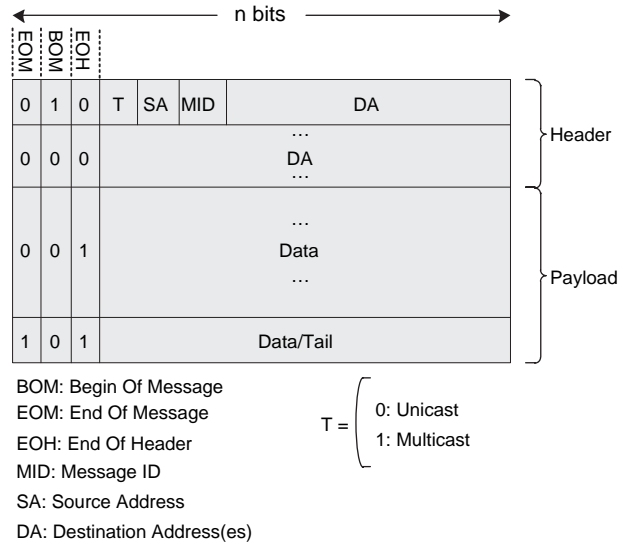 n bits
EOM BOM EOH
0 1 0 T SA MID DA
Header
...
0 0 0 DA
...
...
0 0 1 Data
...
Payload
1 0 1 Data/Tail
BOM: Begin Of Message
EOM: End Of Message
EOH: End Of Header
MID: Message ID
SA: Source Address
DA: Destination Address(es)
T =
0: Unicast
1: Multicast